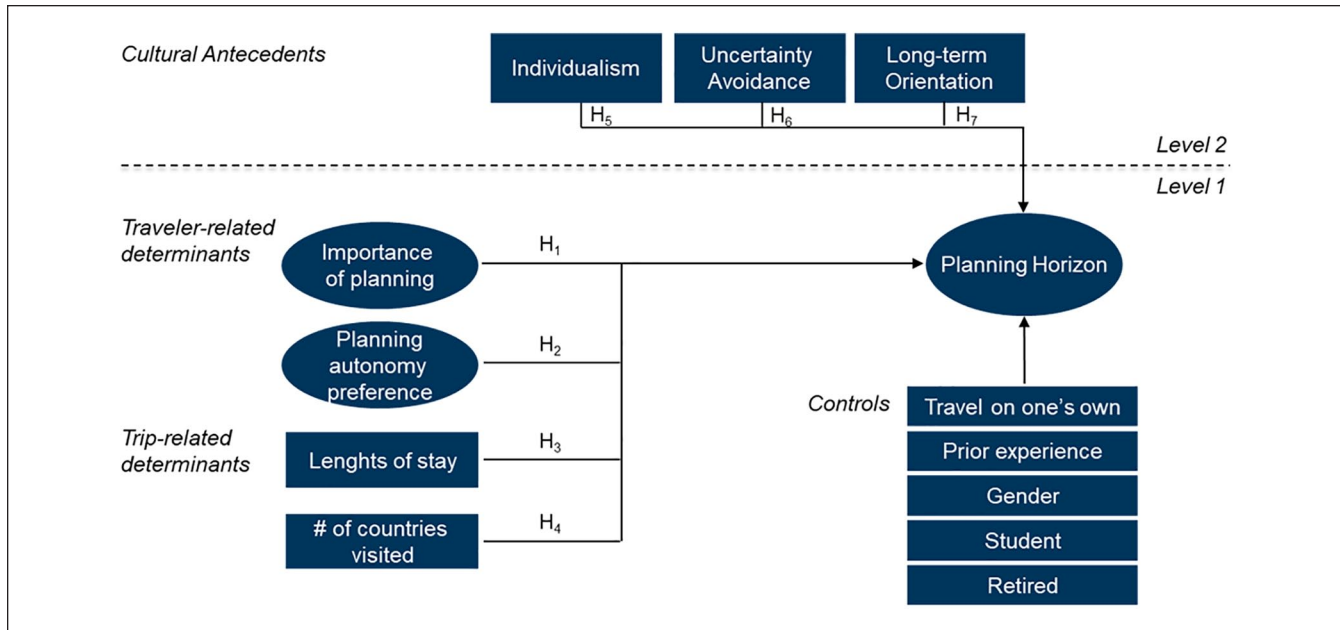 Cultural Antecedents
Individualism
Uncertainty
Avoidance
Long-term
Orientation
H₅
H₆
H₇
Level 2
Level 1
Traveler-related
determinants
Importance
of planning
H₁
Planning Horizon
Planning
autonomy
preference
H₂
Trip-related
determinants
Lenghts of stay
H₃
# of countries
visited
H₄
Controls
Travel on one's own
Prior experience
Gender
Student
Retired